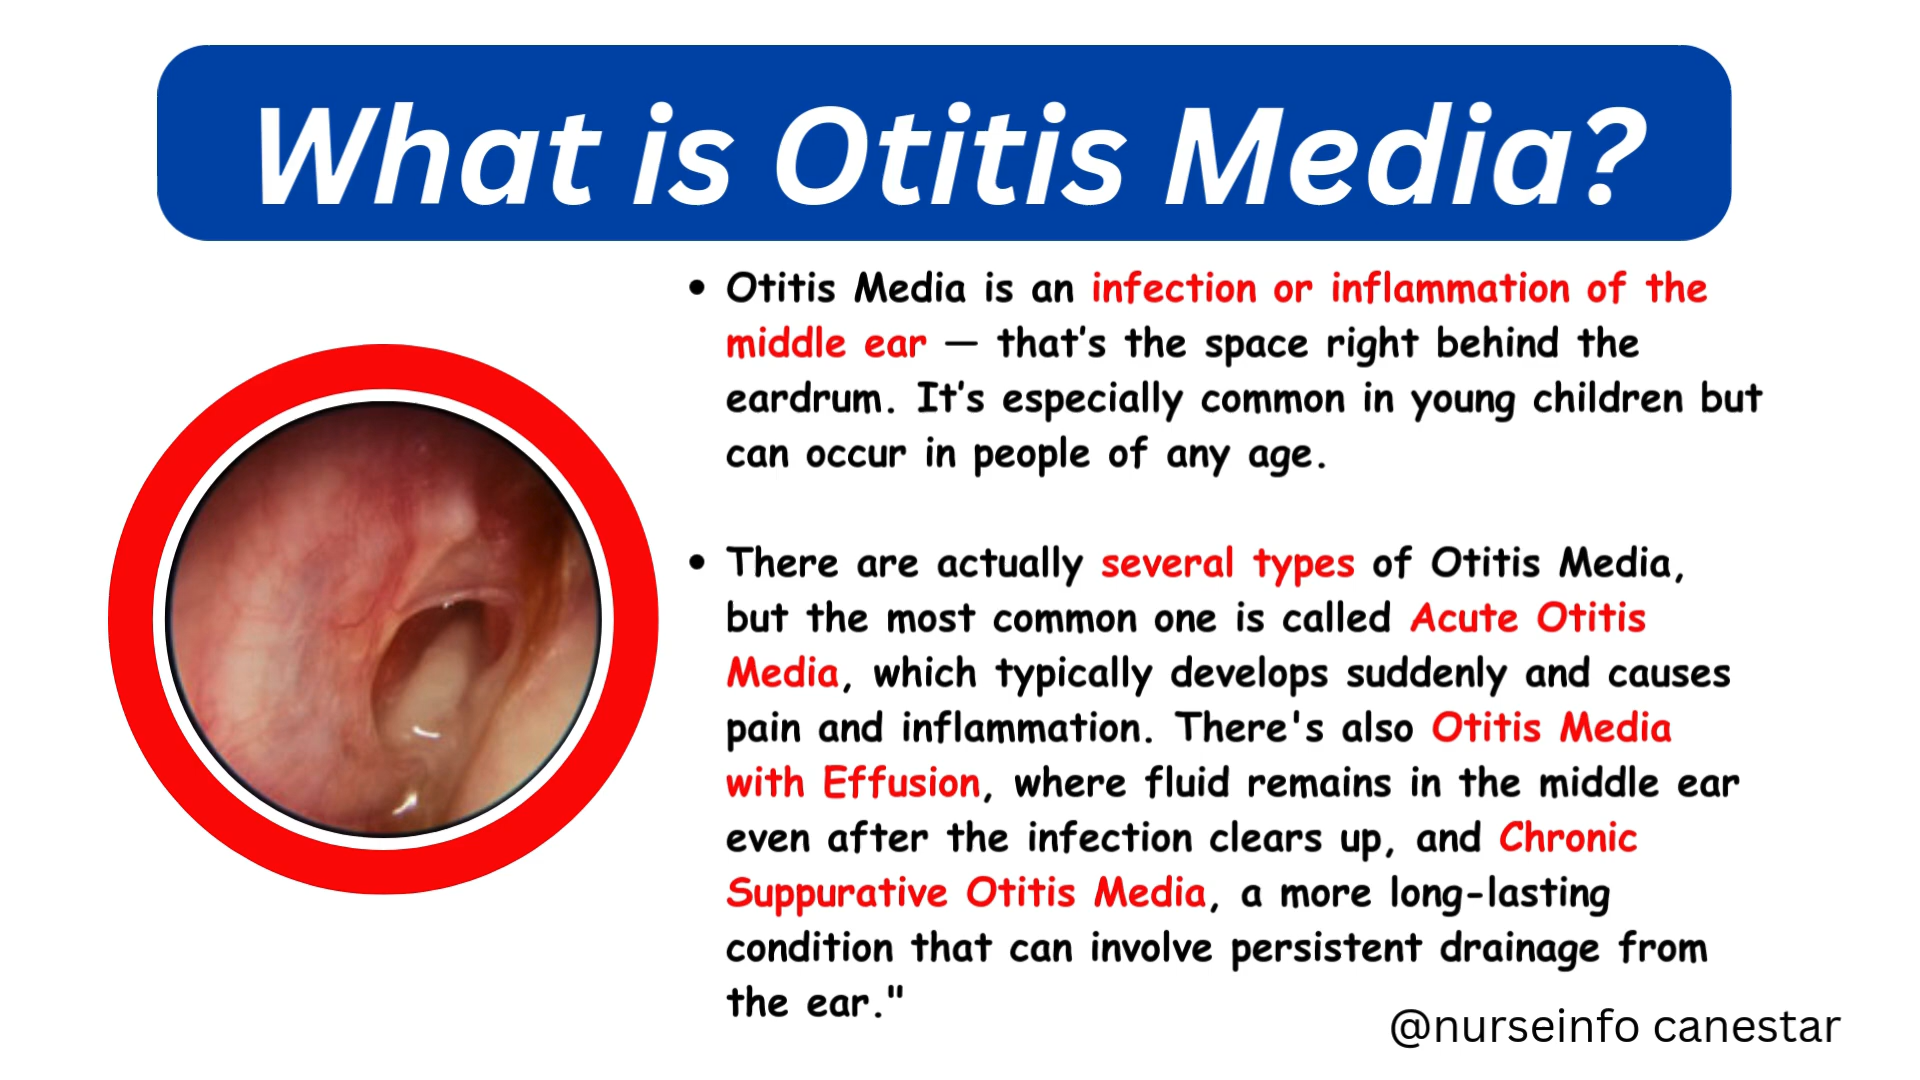 What is Otitis Media?
• Otitis Media is an infection or inflammation of the
middle ear — that’s the space right behind the
eardrum. It’s especially common in young children but
can occur in people of any age.
• There are actually several types of Otitis Media,
but the most common one is called Acute Otitis
Media, which typically develops suddenly and causes
pain and inflammation. There's also Otitis Media
with Effusion, where fluid remains in the middle ear
even after the infection clears up, and Chronic
Suppurative Otitis Media, a more long-lasting
condition that can involve persistent drainage from
the ear."
@nurseinfo canestar